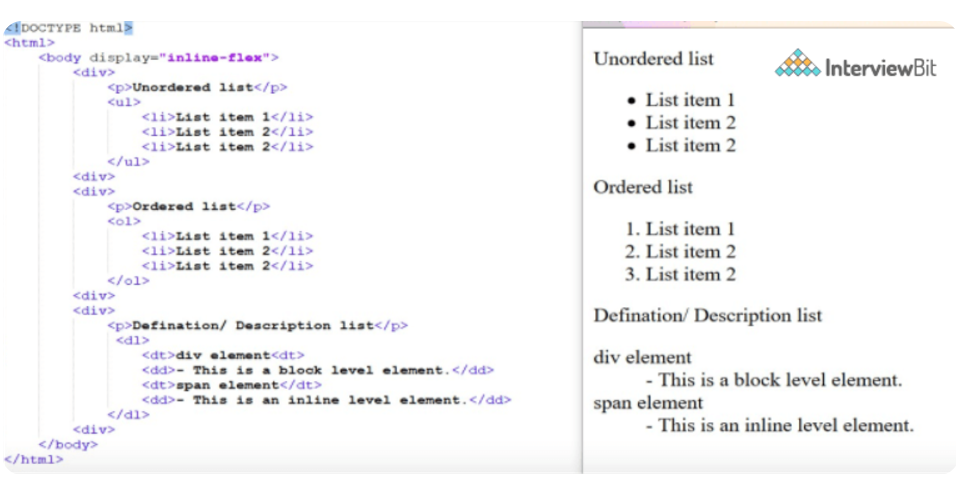 <!DOCTYPE html>
<html>
<body display="inline-flex">
<div>
<p>Unordered list</p>
<ul>
<li>List item 1</li>
<li>List item 2</li>
<li>List item 2</li>
</ul>
<div>
<div>
<p>Ordered list</p>
<ol>
<li>List item 1</li>
<li>List item 2</li>
<li>List item 2</li>
</ol>
<div>
<div>
<p>Defination/ Description list</p>
<dl>
<dt>div element<dt>
<dd>- This is a block level element.</dd>
<dt>span element</dt>
<dd>- This is an inline level element.</dd>
</dl>
<div>
</body>
</html>
InterviewBit
Unordered list
• List item 1
• List item 2
• List item 2
Ordered list
1. List item 1
2. List item 2
3. List item 2
Defination/ Description list
div element
- This is a block level element.
span element
- This is an inline level element.